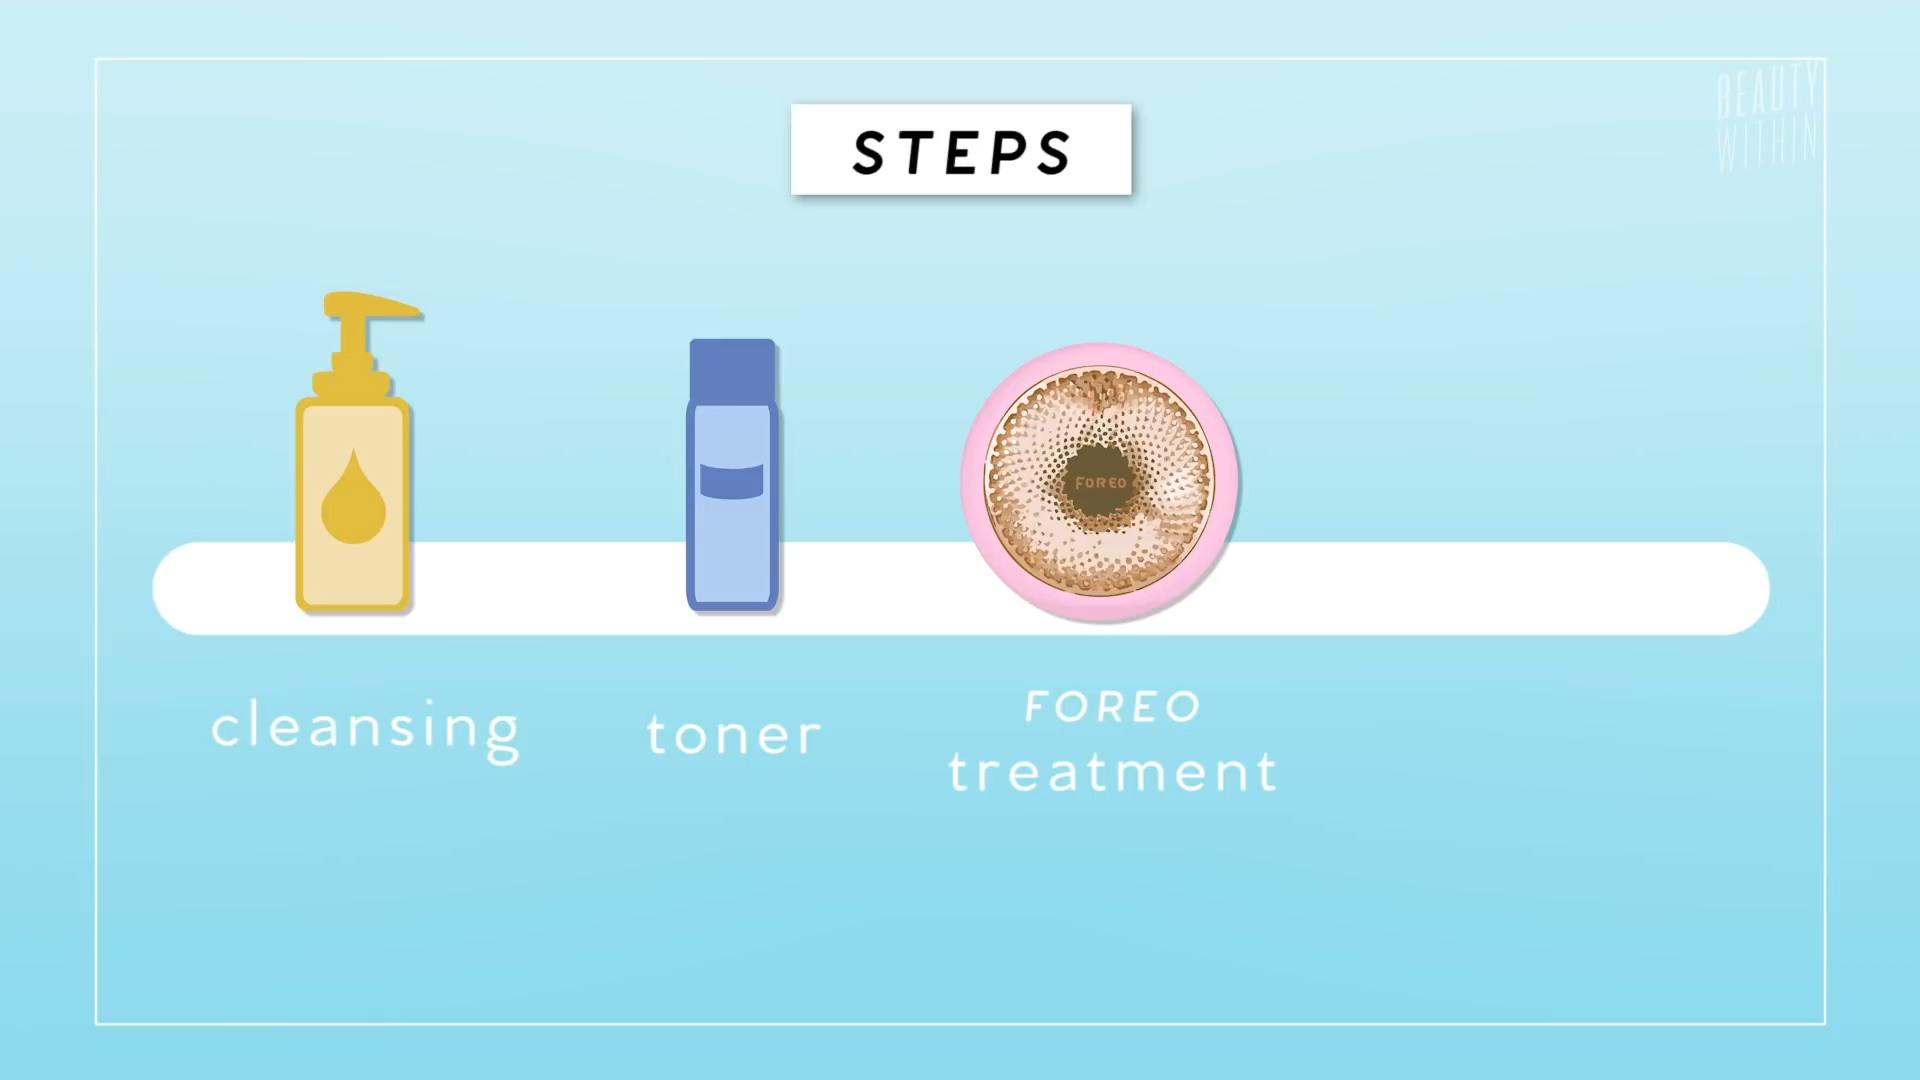 BEAUTY
WITHIN
STEPS
FOREO
cleansing
toner
FOREO
treatment